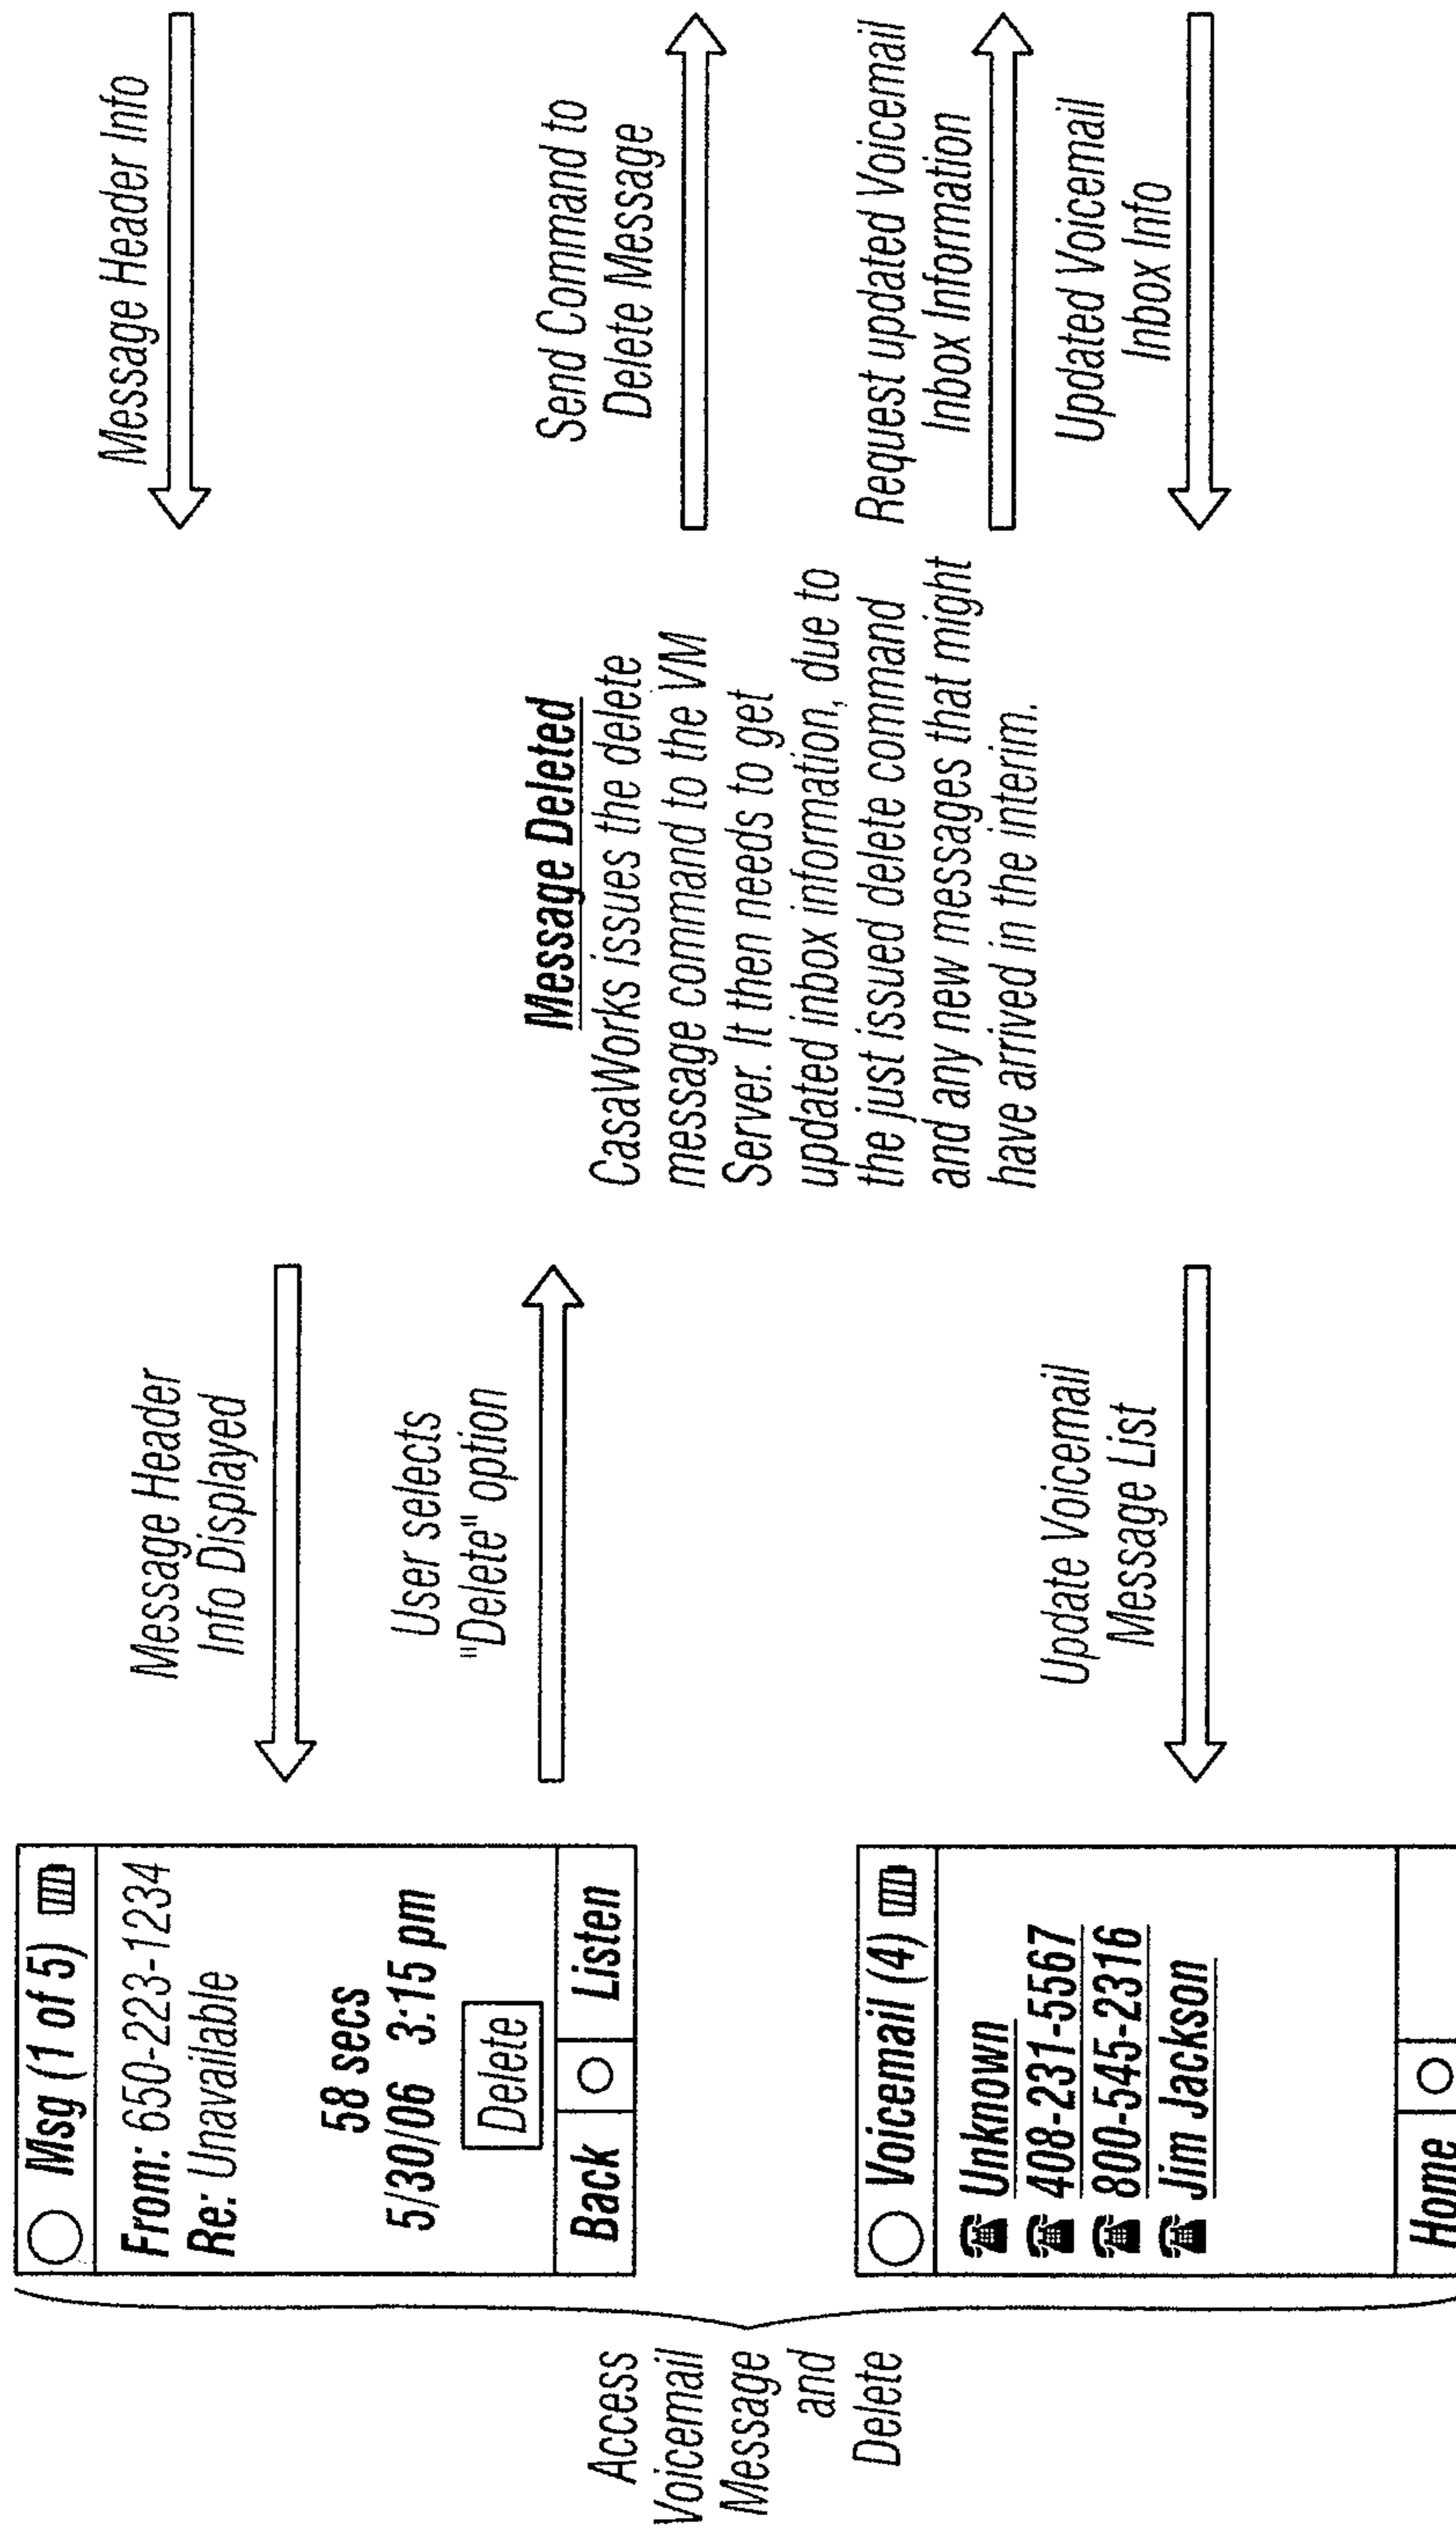 Access
Voicemail
Message
and
Delete
Msg (1 of 5)
From: 650-223-1234
Re: Unavailable
58 secs
5/30/06 3:15 pm
Delete
Back
Listen
Message Header
Info Displayed
User selects
"Delete" option
Message Header Info
Message Deleted
CasaWorks issues the delete
message command to the VM
Server. It then needs to get
updated inbox information, due to
the just issued delete command
and any new messages that might
have arrived in the interim.
Send Command to
Delete Message
Request updated Voicemail
Inbox Information
Updated Voicemail
Inbox Info
Voicemail (4)
Unknown
408-231-5567
800-545-2316
Jim Jackson
Home
Update Voicemail
Message List